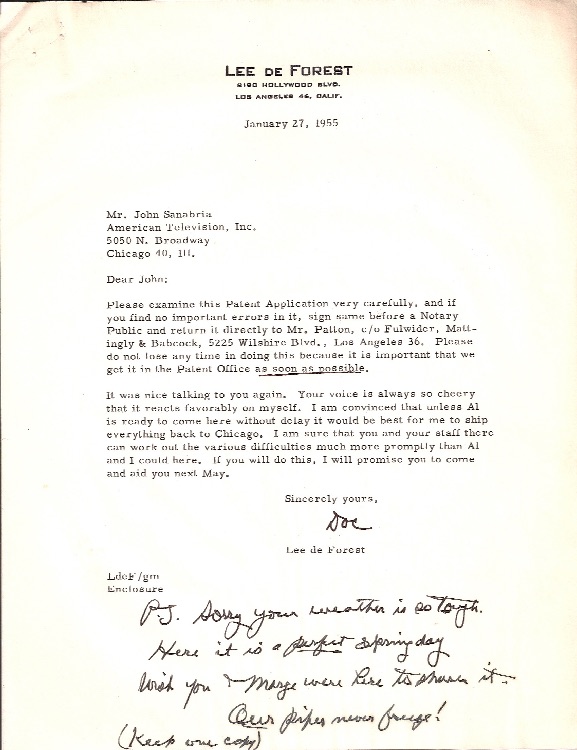 LEE DE FOREST
8190 HOLLYWOOD BLVD.
LOS ANGELES 46, CALIF.
January 27, 1955
Mr. John Sanabria
American Television, Inc.
5050 N. Broadway
Chicago 40, Ill.
Dear John:
Please examine this Patent Application very carefully, and if
you find no important errors in it, sign same before a Notary
Public and return it directly to Mr. Patton, c/o Fulwider, Matt-
ingly & Babcock, 5225 Wilshire Blvd., Los Angeles 36. Please
do not lose any time in doing this because it is important that we
get it in the Patent Office as soon as possible.
It was nice talking to you again. Your voice is always so cheery
that it reacts favorably on myself. I am convinced that unless Al
is ready to come here without delay it would be best for me to ship
everything back to Chicago. I am sure that you and your staff there
can work out the various difficulties much more promptly than Al
and I could here. If you will do this, I will promise you to come
and aid you next May.
Sincerely yours,
Doc
Lee de Forest
LdeF/gm
Enclosure
P.S. Sorry your weather is so tough.
Here it is a perfect Spring day
Wish you & Marge were here to share it
Our pipes never freeze!
(Keep one copy)